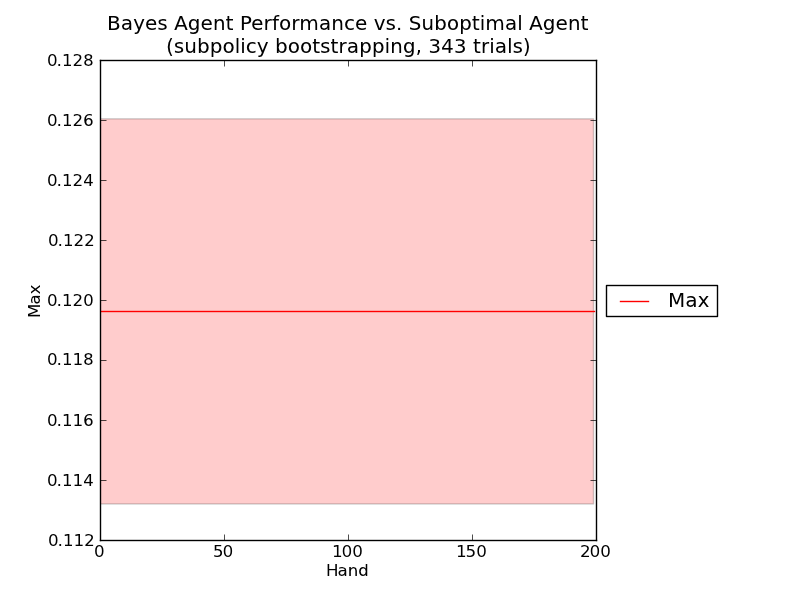 Bayes Agent Performance vs. Suboptimal Agent
(subpolicy bootstrapping, 343 trials)
0.128
0.126
0.124
0.122
0.120
0.118
0.116
0.114
0.112
Max
Max
0
50
100
150
200
Hand